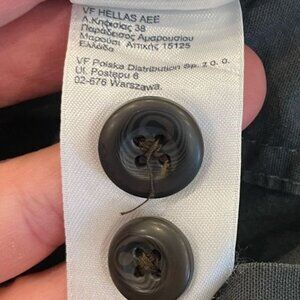 VF HELLAS AEE
Λ.Κηφισίας 38
Παράδεισος Αμαρουσίου
Μαρούσι Αττικής 15125
Ελλάδα
VF Polska Distribution Sp. z o.o.
Ul. Postępu 6
02-676 Warszawa.